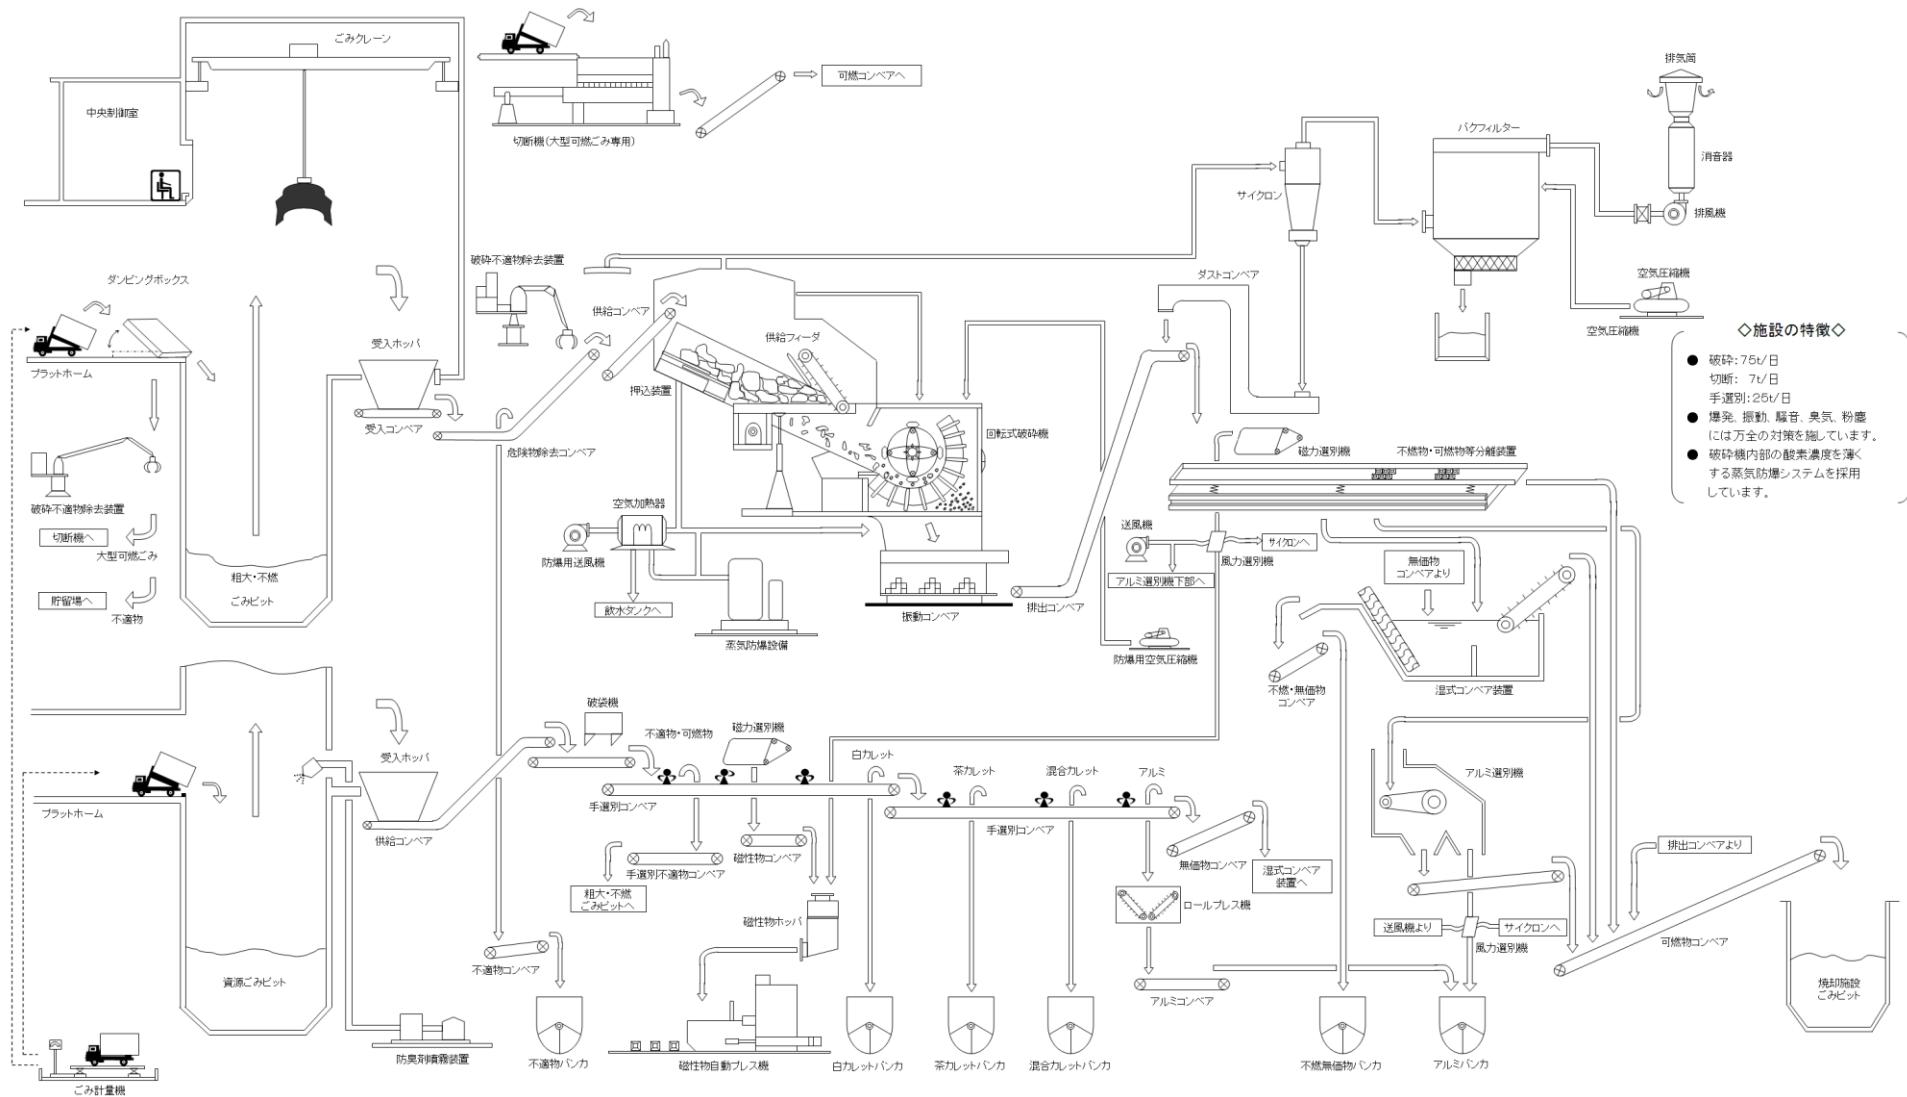 ごみクレーン
中央制御室
切断機(大型可燃ごみ専用)
可燃コンベアへ
排気筒
消音器
排風機
バクフィルター
サイクロン
空気圧縮機
空気圧縮機
ダストコンベア
ダンピングボックス
プラットホーム
破砕不適物除去装置
供給コンベア
受入ホッパ
受入コンベア
危険物除去コンベア
供給フィーダ
押込装置
回転式破砕機
◇施設の特徴◇
● 破砕:75t/日
切断: 7t/日
手選別:25t/日
● 爆発、振動、騒音、臭気、粉塵
には万全の対策を施しています。
● 破砕機内部の酸素濃度を薄く
する蒸気防爆システムを採用
しています。
磁力選別機
不燃物・可燃物等分離装置
破砕不適物除去装置
切断機へ
大型可燃ごみ
貯留場へ
不適物
粗大・不燃
ごみピット
空気加熱器
防爆用送風機
飲水タンクへ
蒸気防爆設備
振動コンベア
排出コンベア
送風機
アルミ選別機下部へ
サイクロンへ
風力選別機
防爆用空気圧縮機
無価物
コンベアより
不燃・無価物
コンベア
湿式コンベア装置
プラットホーム
受入ホッパ
供給コンベア
破袋機
不適物・可燃物
磁力選別機
白カレット
茶カレット
混合カレット
アルミ
手選別コンベア
手選別コンベア
磁性物コンベア
手選別不適物コンベア
粗大・不燃
ごみピットへ
無価物コンベア
湿式コンベア
装置へ
アルミ選別機
排出コンベアより
磁性物ホッパ
ロールプレス機
送風機より
サイクロンへ
風力選別機
可燃物コンベア
不適物コンベア
アルミコンベア
資源ごみピット
焼却施設
ごみピット
ごみ計量機
防臭剤噴霧装置
不適物バンカ
磁性物自動プレス機
白カレットバンカ
茶カレットバンカ
混合カレットバンカ
不燃無価物バンカ
アルミバンカ